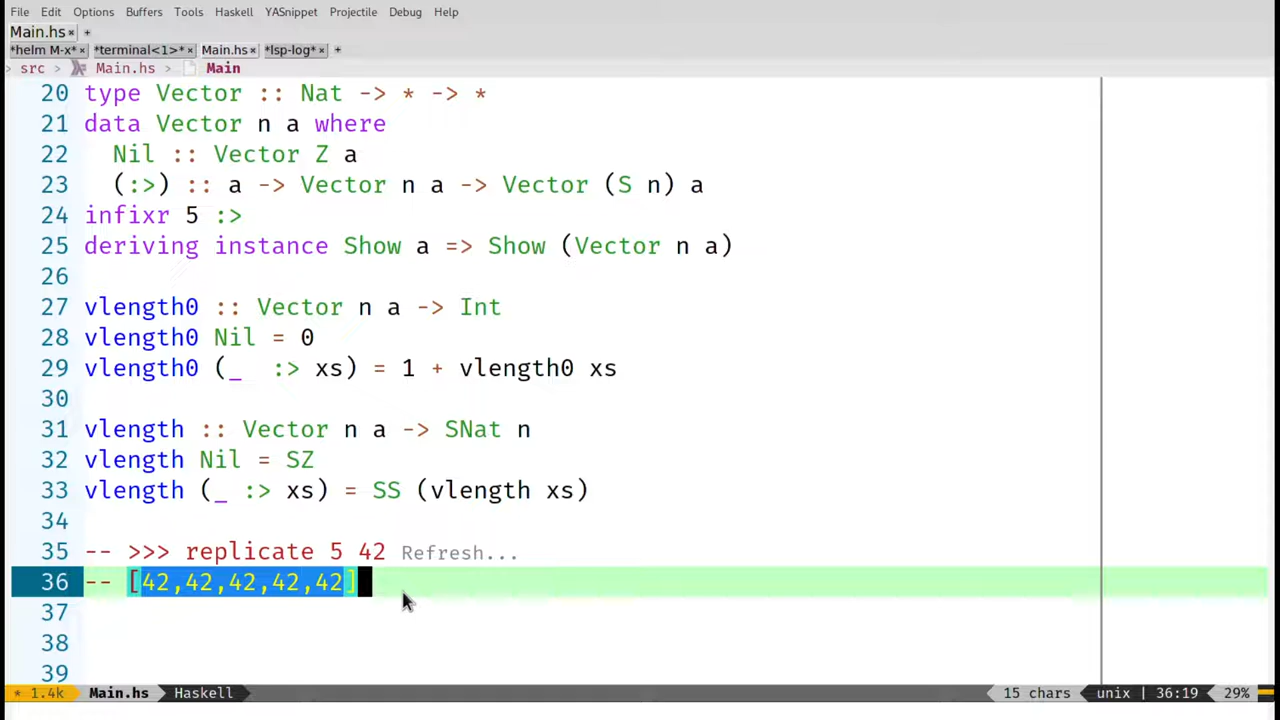 File Edit Options Buffers Tools Haskell YASnippet Projectile Debug Help
Main.hs × +
*helm M-x* × *terminal<1>* × Main.hs × *lsp-log* × +
> src > Main.hs > Main
20 type Vector :: Nat -> * -> *
21 data Vector n a where
22   Nil :: Vector Z a
23   (:>) :: a -> Vector n a -> Vector (S n) a
24 infixr 5 :>
25 deriving instance Show a => Show (Vector n a)
26
27 vlength0 :: Vector n a -> Int
28 vlength0 Nil = 0
29 vlength0 (_  :> xs) = 1 + vlength0 xs
30
31 vlength :: Vector n a -> SNat n
32 vlength Nil = SZ
33 vlength (_ :> xs) = SS (vlength xs)
34
35 -- >>> replicate 5 42 Refresh...
36 -- [42,42,42,42,42]
37
38
39
* 1.4k Main.hs Haskell 15 chars unix | 36:19 29%